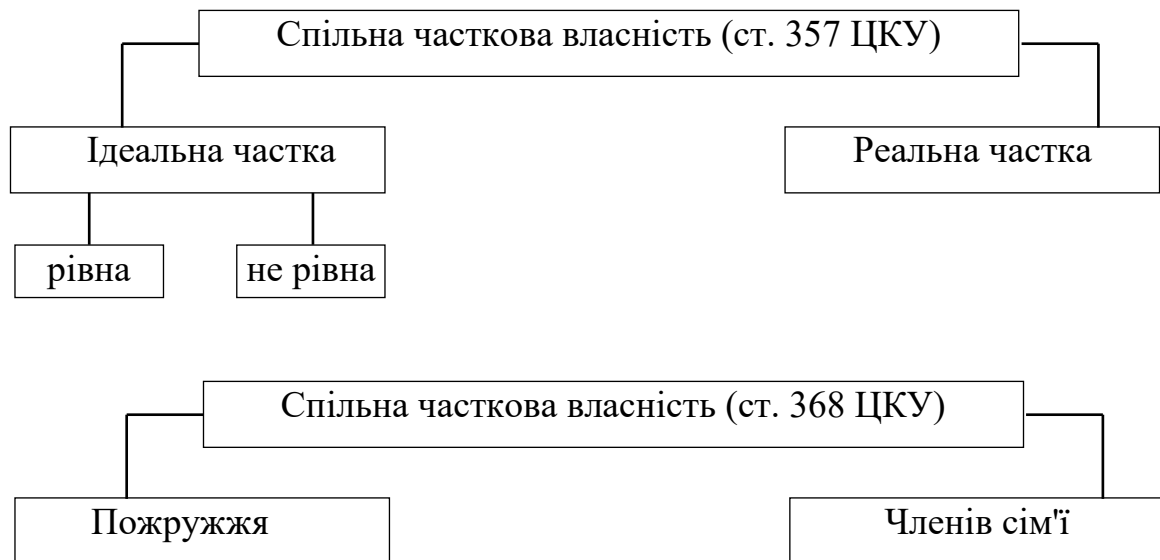 Спільна часткова власність (ст. 357 ЦКУ)
Ідеальна частка
Реальна частка
рівна
не рівна
Спільна часткова власність (ст. 368 ЦКУ)
Пожружжя
Членів сім'ї